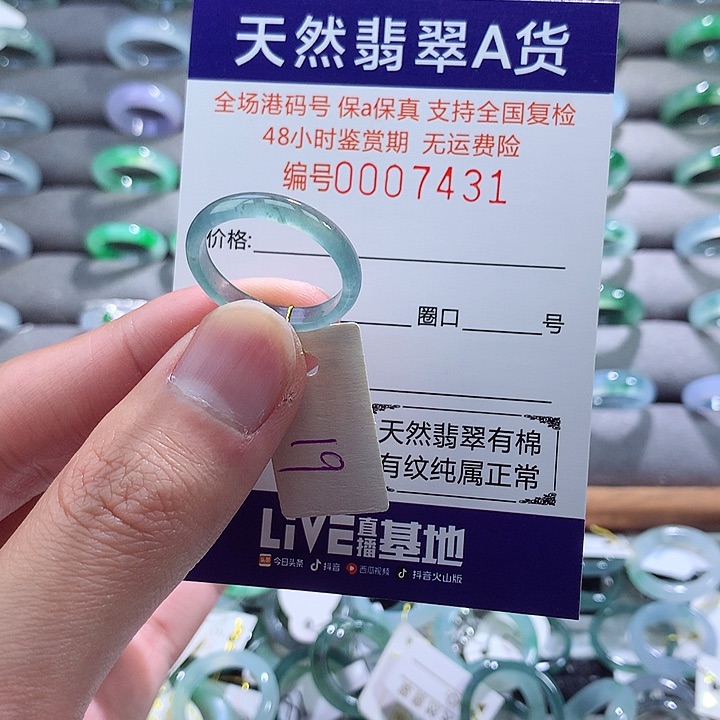 天然翡翠A货
全场港码号 保a保真 支持全国复检
48小时鉴赏期 无运费险
编号0007431
价格:
圈口 号
19
天然翡翠有棉
有纹纯属正常
LiVE直播基地
头条 今日头条 抖音 西瓜视频 抖音火山版